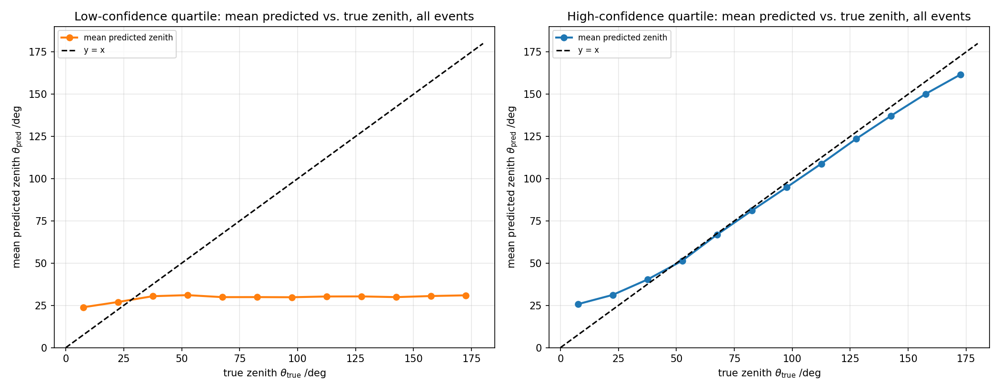 Low-confidence quartile: mean predicted vs. true zenith, all events
mean predicted zenith
y = x
175
150
125
100
75
50
25
0
mean predicted zenith θpred /deg
0 25 50 75 100 125 150 175
true zenith θtrue /deg
High-confidence quartile: mean predicted vs. true zenith, all events
mean predicted zenith
y = x
175
150
125
100
75
50
25
0
mean predicted zenith θpred /deg
0 25 50 75 100 125 150 175
true zenith θtrue /deg